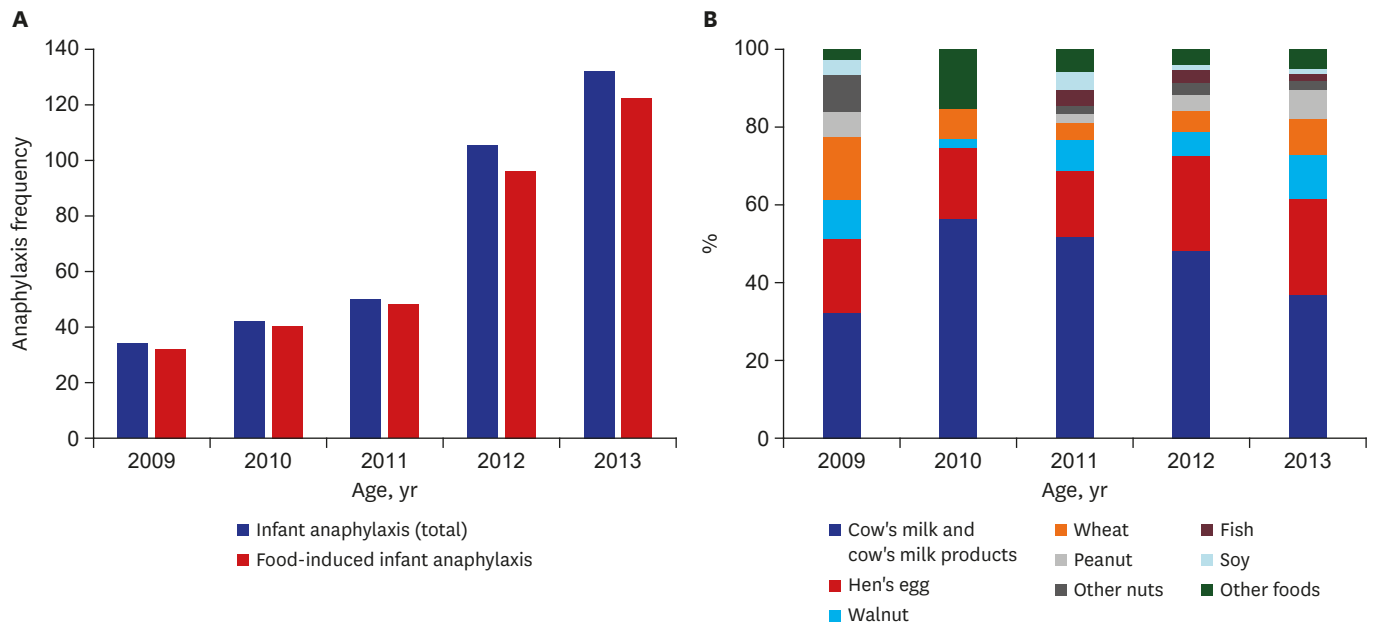 A
140
120
100
80
60
40
20
0
Anaphylaxis frequency
2009 2010 2011 2012 2013
Age, yr
Infant anaphylaxis (total)
Food-induced infant anaphylaxis
B
100
80
60
40
20
0
%
2009 2010 2011 2012 2013
Age, yr
Cow's milk and
cow's milk products
Hen's egg
Walnut
Wheat
Peanut
Other nuts
Fish
Soy
Other foods